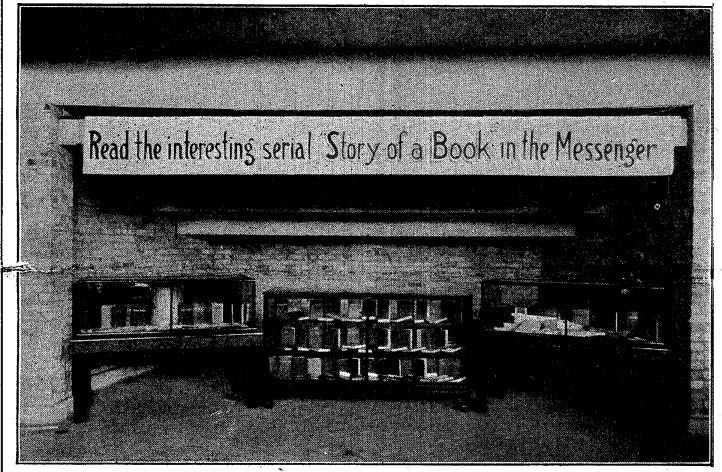 Read the interesting serial "Story of a Book" in the Messenger